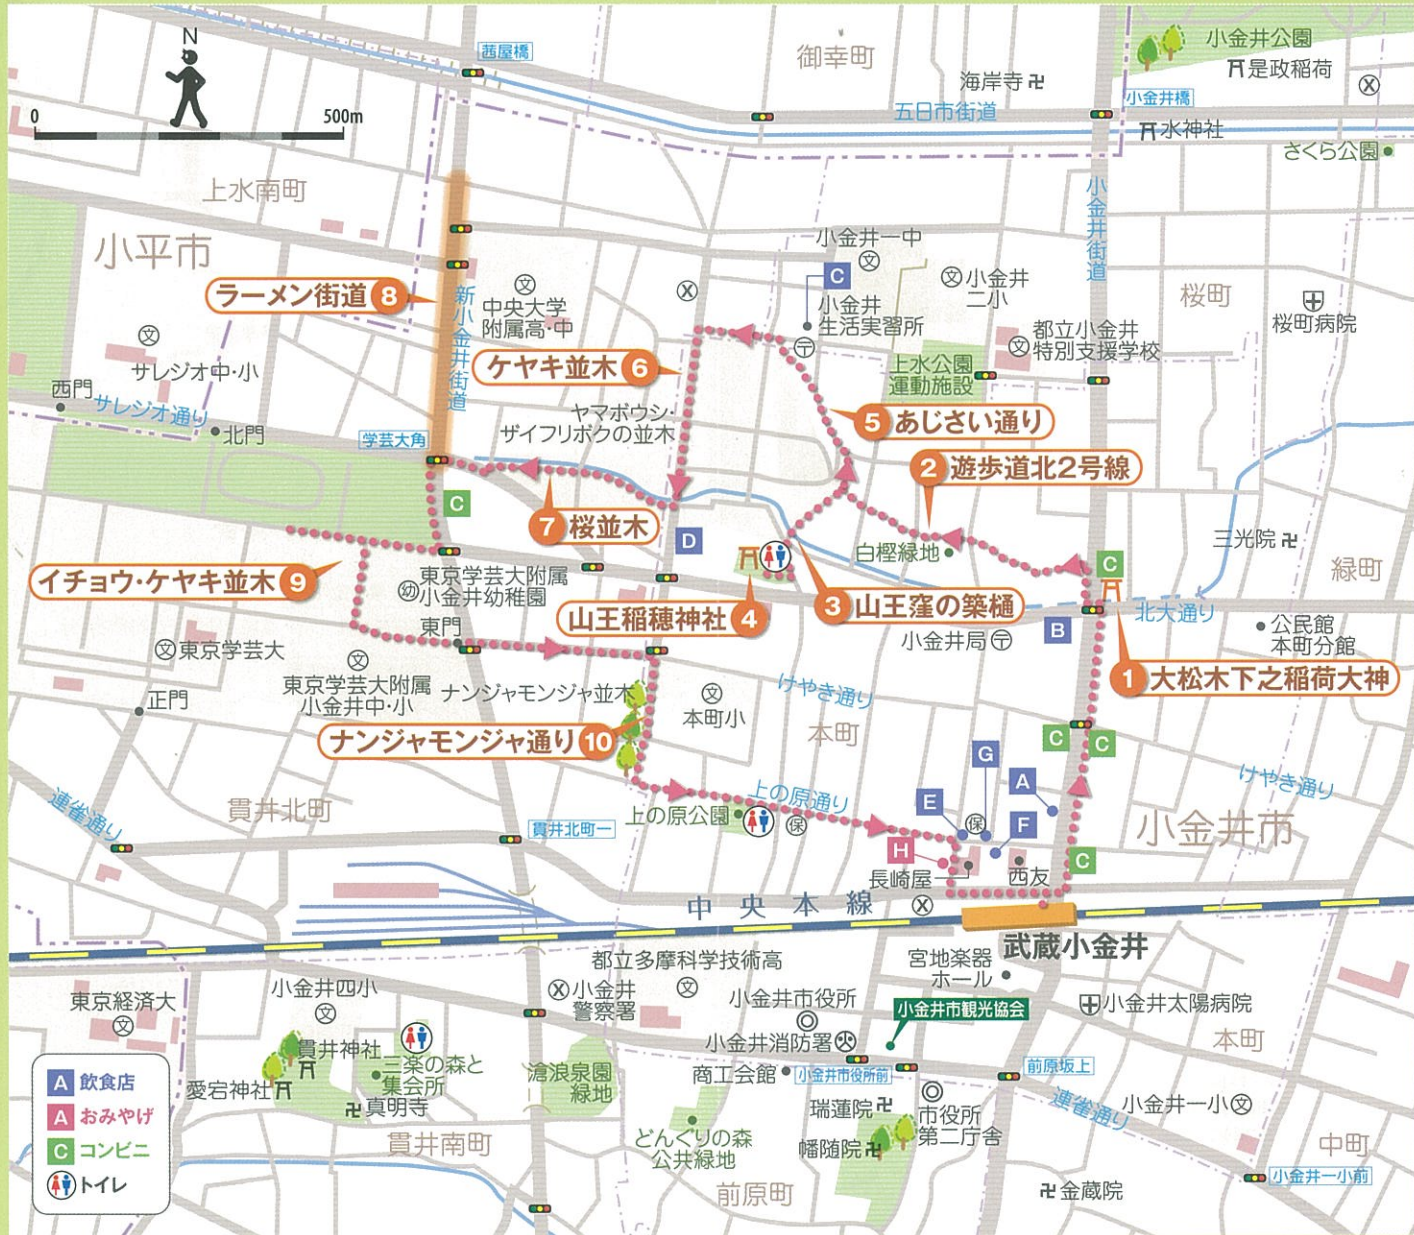 N
0
500m
茜屋橋
御幸町
小金井公園
是政稲荷
海岸寺
小金井橋
五日市街道
水神社
さくら公園
上水南町
小平市
小金井街道
小金井一中
C
小金井
生活実習所
小金井
二小
桜町
桜町病院
ラーメン街道 8
新小金井街道
中央大学
附属高・中
都立小金井
特別支援学校
サレジオ中・小
ケヤキ並木 6
上水公園
運動施設
西門
サレジオ通り
北門
学芸大角
ヤマボウシ・
ザイフリボクの並木
5 あじさい通り
2 遊歩道北2号線
C
7 桜並木
D
白樫緑地
三光院
緑町
C
イチョウ・ケヤキ並木 9
幼
東京学芸大附属
小金井幼稚園
山王稲穂神社 4
3 山王窪の築樋
北大通り
B
小金井局
公民館
本町分館
東門
東京学芸大
1 大松木下之稲荷大神
正門
東京学芸大附属
小金井中・小
ナンジャモンジャ並木
本町小
けやき通り
本町
ナンジャモンジャ通り 10
C
C
G
A
けやき通り
連雀通り
貫井北町
上の原通り
上の原公園
保
E
保
F
小金井市
貫井北町一
H
長崎屋
西友
C
中央本線
武蔵小金井
都立多摩科学技術高
宮地楽器
ホール
東京経済大
小金井四小
小金井
警察署
小金井市役所
小金井市観光協会
小金井太陽病院
本町
小金井消防署
貫井神社
三楽の森と
集会所
滄浪泉園
緑地
商工会館
小金井市役所前
前原坂上
愛宕神社
真明寺
瑞蓮院
市役所
第二庁舎
連雀通り
小金井一小
どんぐりの森
公共緑地
幡随院
貫井南町
中町
前原町
金蔵院
小金井一小前
A 飲食店
A おみやげ
C コンビニ
トイレ